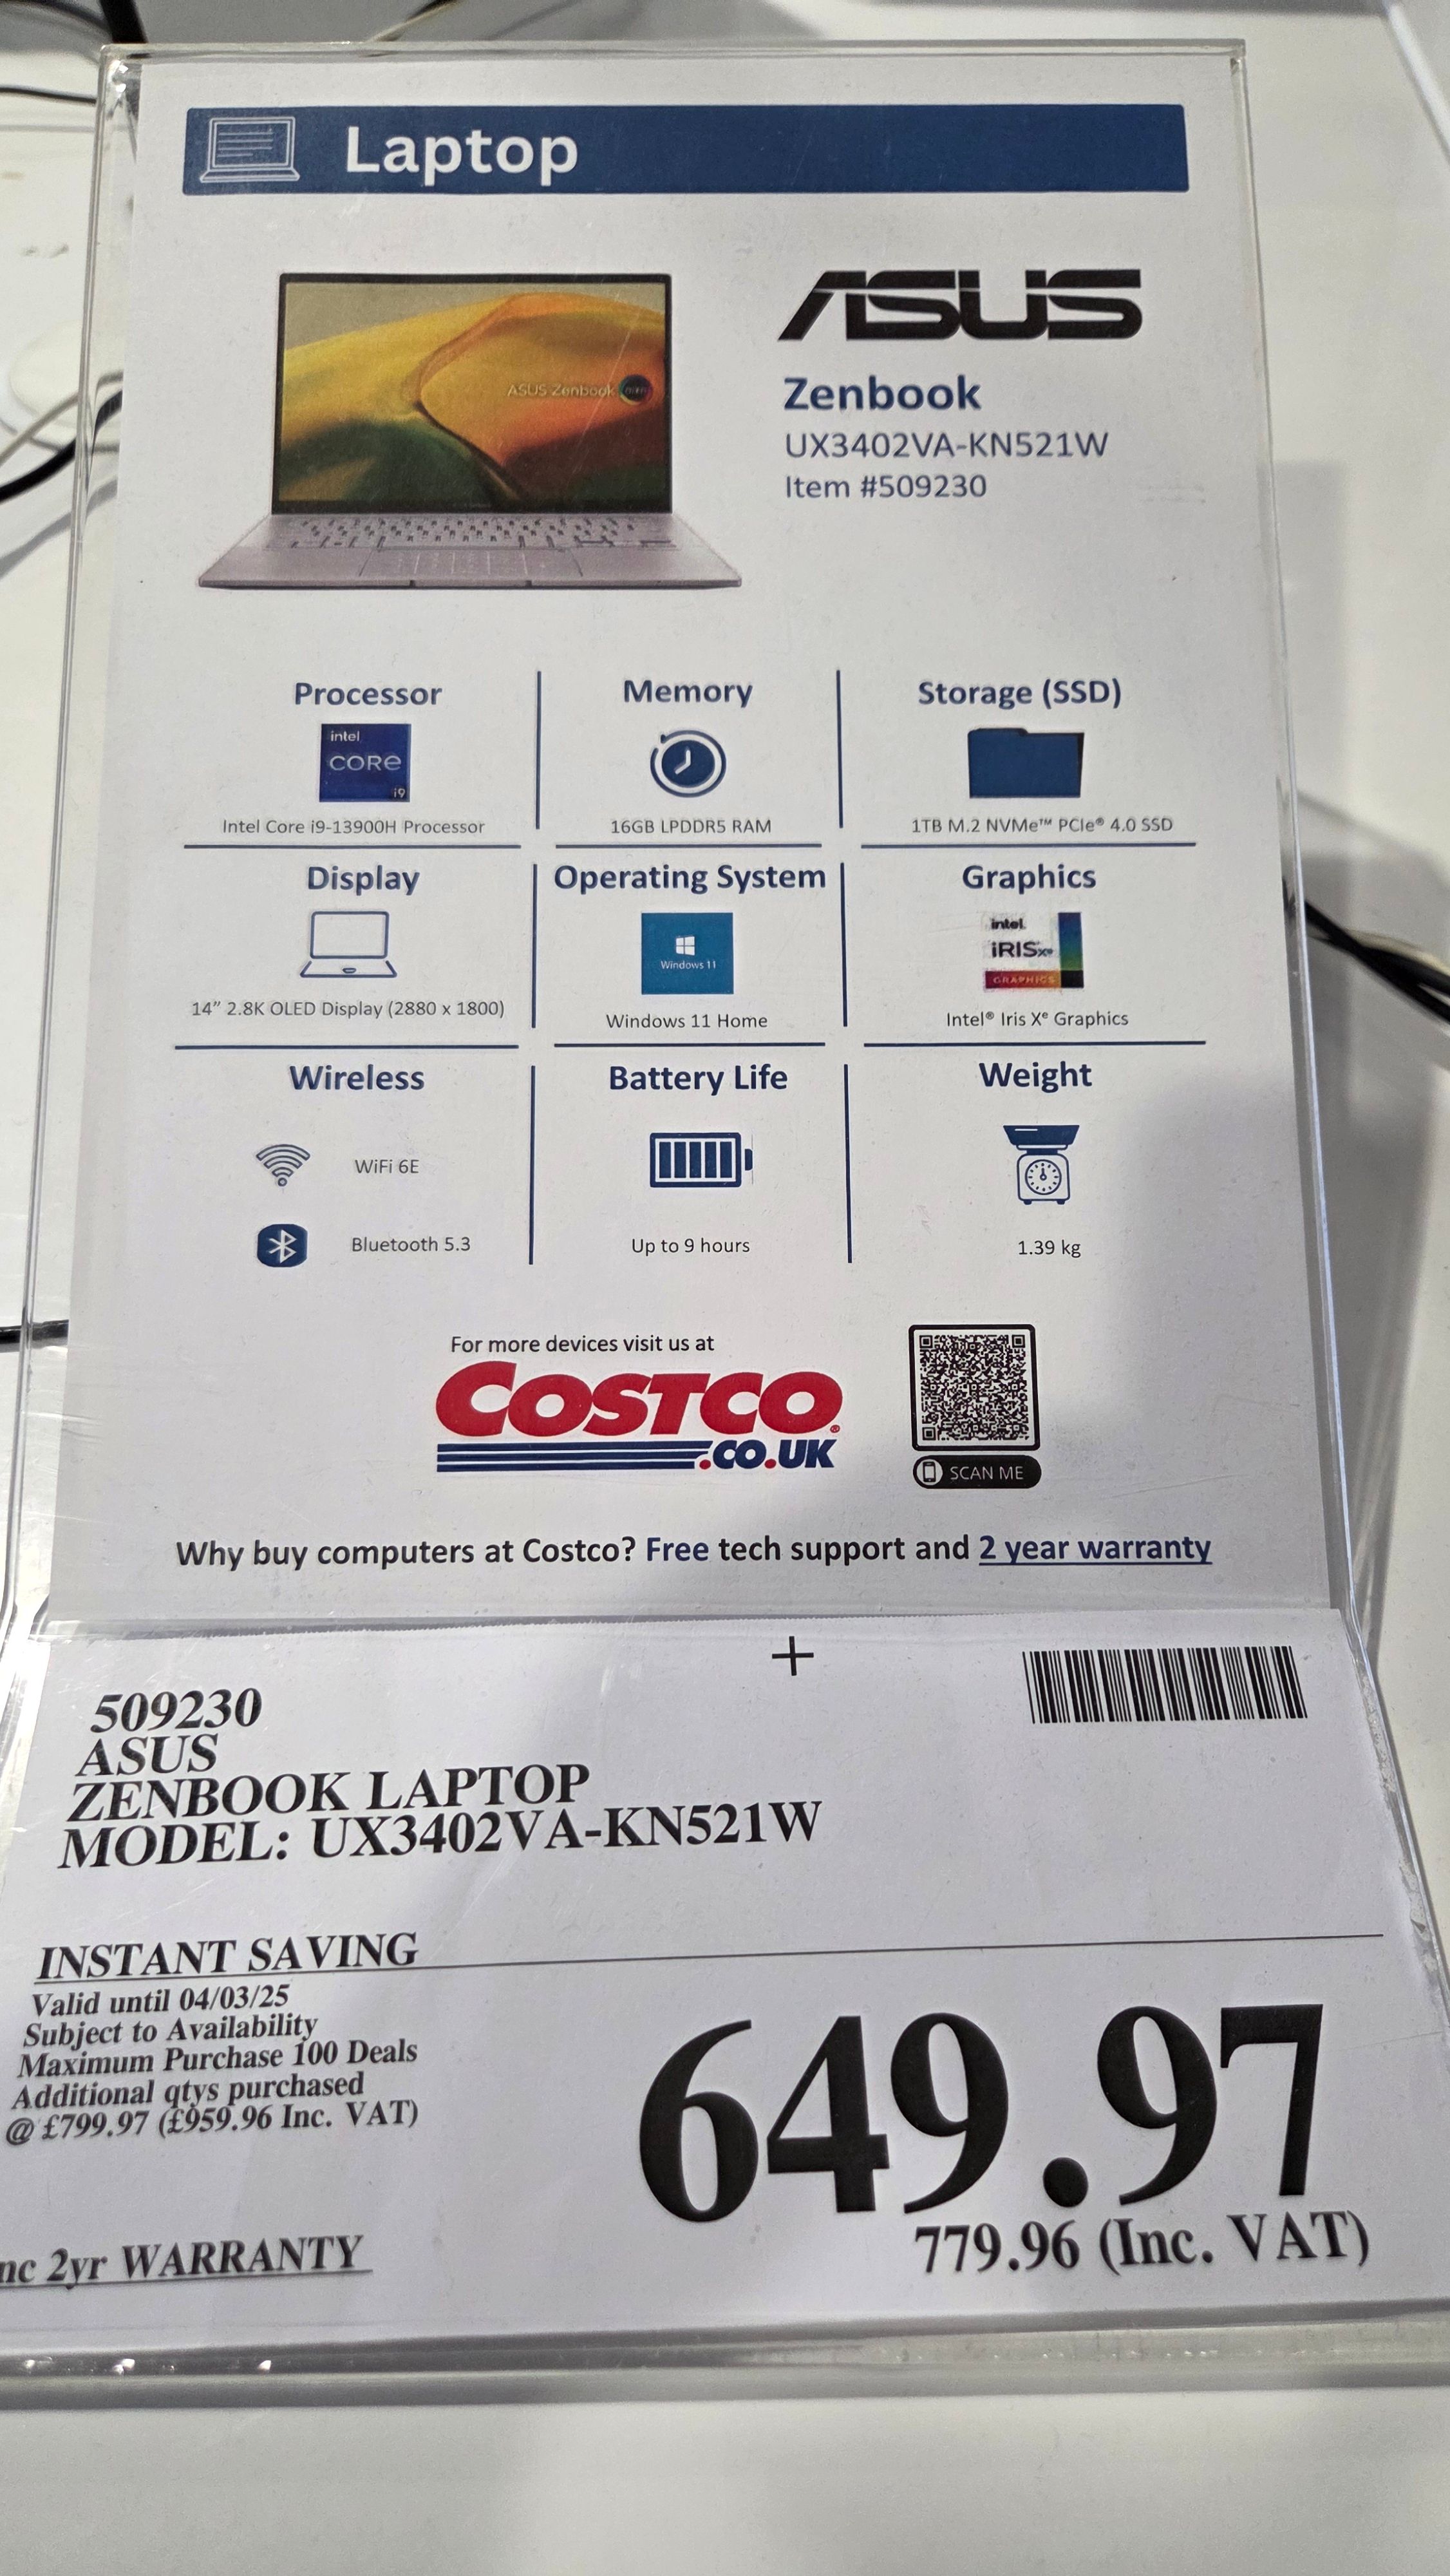 Laptop
ASUS
ASUS Zenbook
Zenbook
UX3402VA-KN521W
Item #509230
Processor
intel
CORE
i9
Intel Core i9-13900H Processor
Memory
16GB LPDDR5 RAM
Storage (SSD)
1TB M.2 NVMe™ PCIe® 4.0 SSD
Display
14” 2.8K OLED Display (2880 x 1800)
Operating System
Windows 11
Windows 11 Home
Graphics
intel
iRISxe
GRAPHICS
Intel® Iris Xe Graphics
Wireless
WiFi 6E
Bluetooth 5.3
Battery Life
Up to 9 hours
Weight
1.39 kg
For more devices visit us at
COSTCO®
.CO.UK
SCAN ME
Why buy computers at Costco? Free tech support and 2 year warranty
+
509230
ASUS
ZENBOOK LAPTOP
MODEL: UX3402VA-KN521W
INSTANT SAVING
Valid until 04/03/25
Subject to Availability
Maximum Purchase 100 Deals
Additional qtys purchased
@ £799.97 (£959.96 Inc. VAT)
649.97
779.96 (Inc. VAT)
nc 2yr WARRANTY